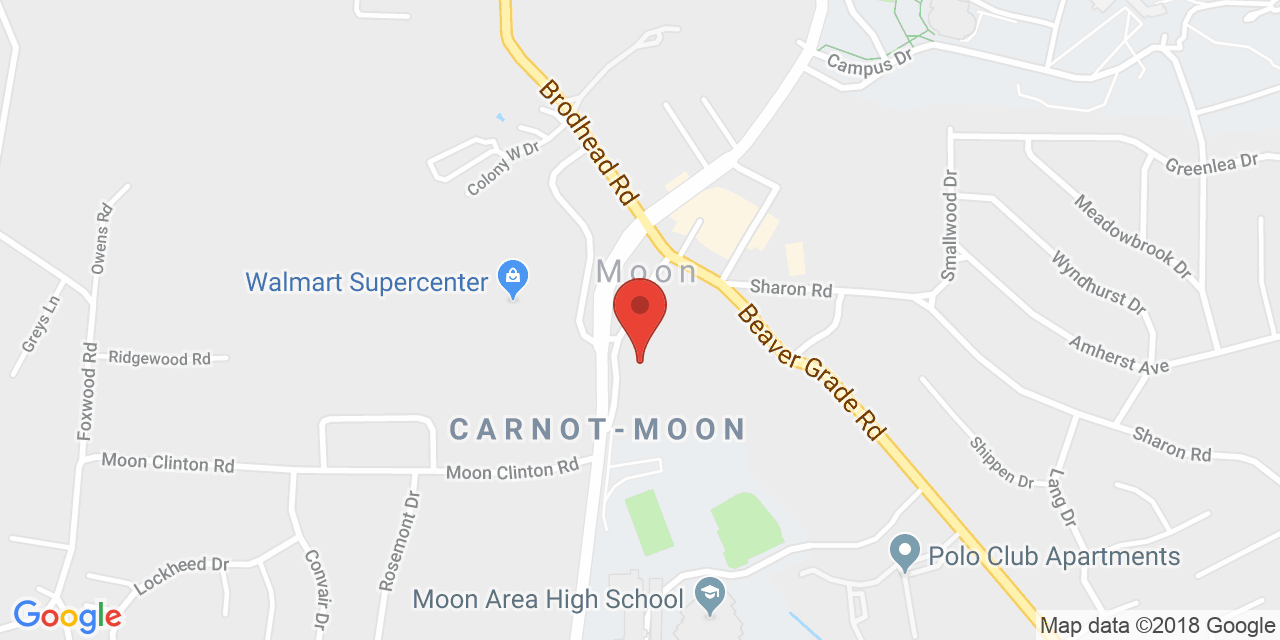 Campus Dr
Brodhead Rd
Colony W Dr
Greenlea Dr
Smallwood Dr
Meadowbrook Dr
Owens Rd
Wyndhurst Dr
Moon
Walmart Supercenter
Sharon Rd
Greys Ln
Beaver Grade Rd
Amherst Ave
Ridgewood Rd
Foxwood Rd
CARNOT-MOON
Sharon Rd
Moon Clinton Rd
Moon Clinton Rd
Shippen Dr
Lang Dr
Rosemont Dr
Polo Club Apartments
Lockheed Dr
Convair Dr
Moon Area High School
Google
Map data ©2018 Google